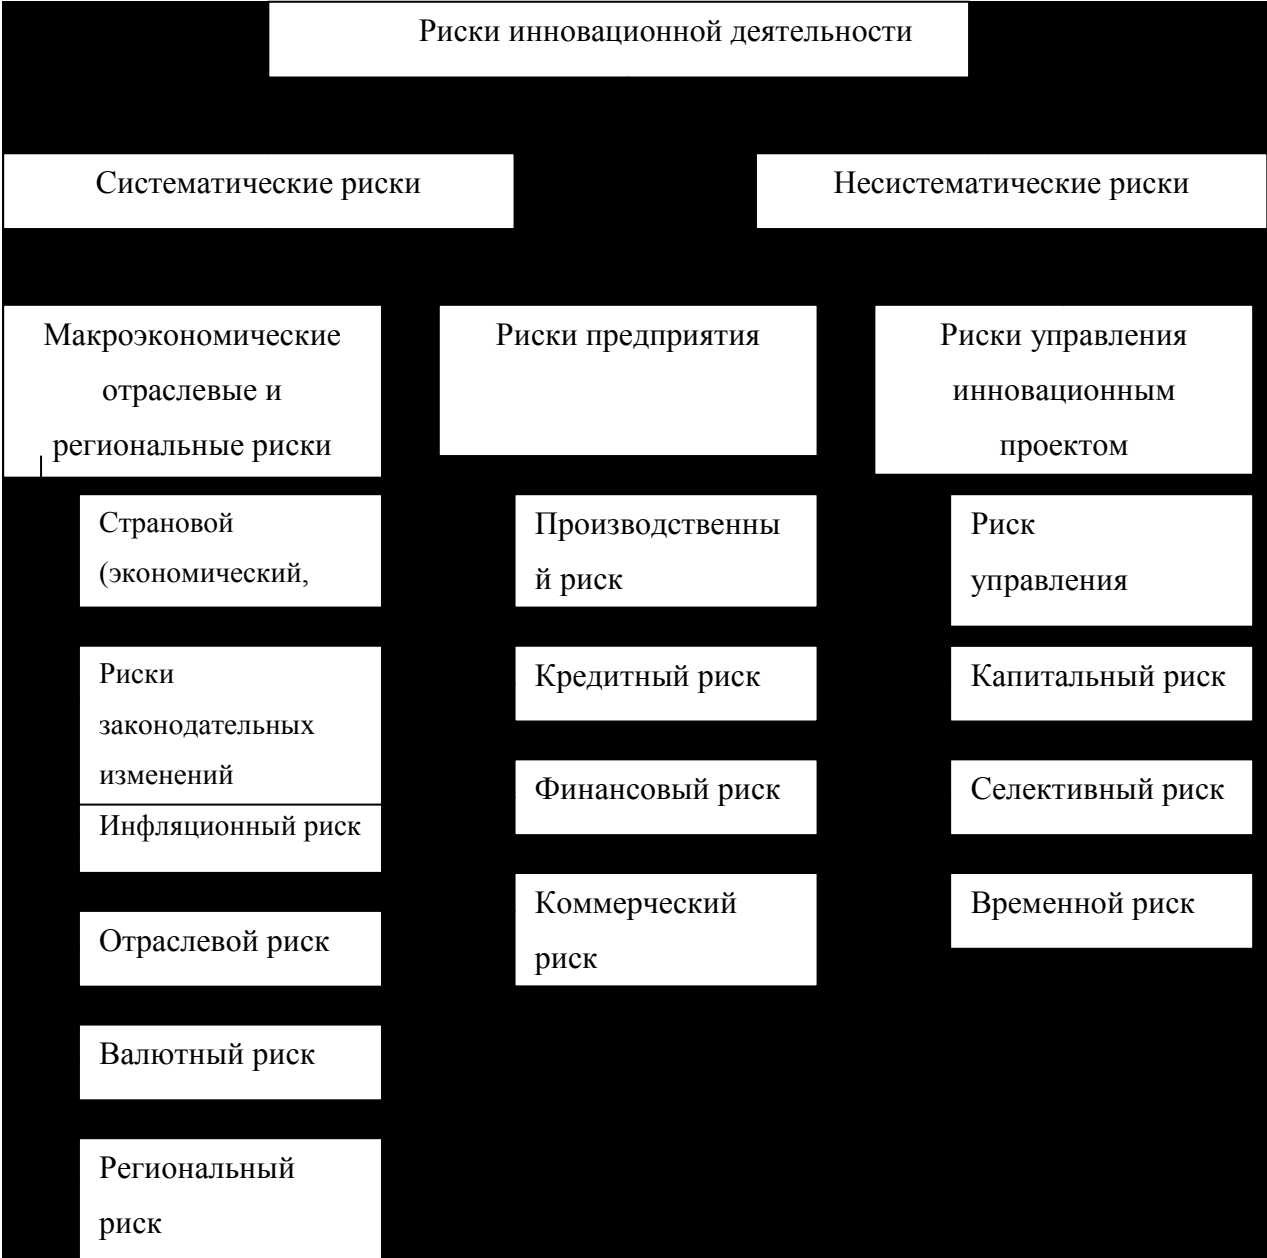 Риски инновационной деятельности
Систематические риски
Несистематические риски
Макроэкономические
отраслевые и
региональные риски
Страновой
(экономический,
Риски
законодательных
изменений
Инфляционный риск
Отраслевой риск
Валютный риск
Региональный
риск
Риски предприятия
Производственны
й риск
Кредитный риск
Финансовый риск
Коммерческий
риск
Риски управления
инновационным
проектом
Риск
управления
Капитальный риск
Селективный риск
Временной риск